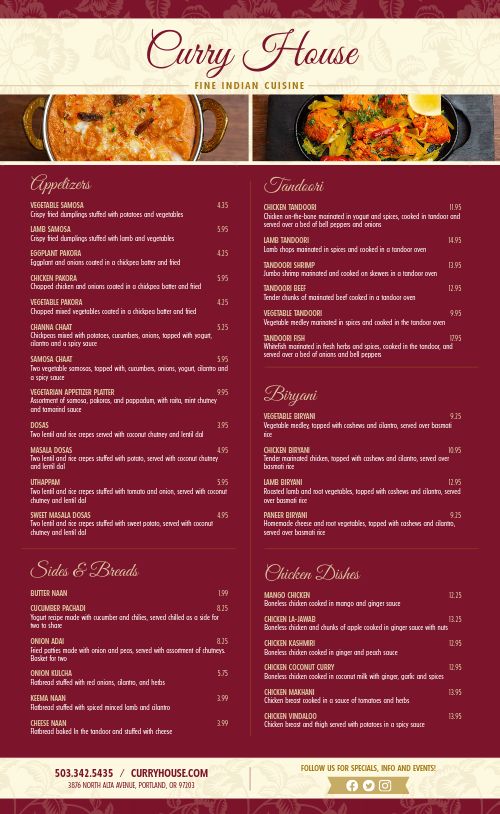 Curry House
FINE INDIAN CUISINE
Appetizers
VEGETABLE SAMOSA 4.35
Crispy fried dumplings stuffed with potatoes and vegetables
LAMB SAMOSA 5.95
Crispy fried dumplings stuffed with lamb and vegetables
EGGPLANT PAKORA 4.25
Eggplant and onions coated in a chickpea batter and fried
CHICKEN PAKORA 5.95
Chopped chicken and onions coated in a chickpea batter and fried
VEGETABLE PAKORA 4.25
Chopped mixed vegetables coated in a chickpea batter and fried
CHANNA CHAAT 5.25
Chickpeas mixed with potatoes, cucumbers, onions, topped with yogurt,
cilantro and a spicy sauce
SAMOSA CHAAT 5.95
Two vegetable samosas, topped with, cucumbers, onions, yogurt, cilantro and
a spicy sauce
VEGETARIAN APPETIZER PLATTER 9.95
Assortment of samosa, pakoras, and pappadum, with raita, mint chutney
and tamarind sauce
DOSAS 3.95
Two lentil and rice crepes served with coconut chutney and lentil dal
MASALA DOSAS 4.95
Two lentil and rice crepes stuffed with potato, served with coconut chutney
and lentil dal
UTHAPPAM 5.95
Two lentil and rice crepes stuffed with tomato and onion, served with coconut
chutney and lentil dal
SWEET MASALA DOSAS 4.95
Two lentil and rice crepes stuffed with sweet potato, served with coconut
chutney and lentil dal
Sides & Breads
BUTTER NAAN 1.99
CUCUMBER PACHADI 8.25
Yogurt recipe made with cucumber and chilies, served chilled as a side for
two to share
ONION ADAI 8.25
Fried patties made with onion and peas, served with assortment of chutneys.
Basket for two
ONION KULCHA 5.75
Flatbread stuffed with red onions, cilantro, and herbs
KEEMA NAAN 3.99
Flatbread stuffed with spiced minced lamb and cilantro
CHEESE NAAN 3.99
Flatbread baked In the tandoor and stuffed with cheese
Tandoori
CHICKEN TANDOORI 11.95
Chicken on-the-bone marinated in yogurt and spices, cooked in tandoor and
served over a bed of bell peppers and onions
LAMB TANDOORI 14.95
Lamb chops marinated in spices and cooked in a tandoor oven
TANDOORI SHRIMP 13.95
Jumbo shrimp marinated and cooked on skewers in a tandoor oven
TANDOORI BEEF 12.95
Tender chunks of marinated beef cooked in a tandoor oven
VEGETABLE TANDOORI 9.95
Vegetable medley marinated in spices and cooked in the tandoor oven
TANDOORI FISH 12.95
Whitefish marinated in fresh herbs and spices, cooked in the tandoor, and
served over a bed of onions and bell peppers
Biryani
VEGETABLE BIRYANI 9.25
Vegetable medley, topped with cashews and cilantro, served over basmati
rice
CHICKEN BIRYANI 10.95
Tender marinated chicken, topped with cashews and cilantro, served over
basmati rice
LAMB BIRYANI 12.95
Roasted lamb and root vegetables, topped with cashews and cilantro, served
over basmati rice
PANEER BIRYANI 9.25
Homemade cheese and root vegetables, topped with cashews and cilantro,
served over basmati rice
Chicken Dishes
MANGO CHICKEN 12.25
Boneless chicken cooked in mango and ginger sauce
CHICKEN LA-JAWAB 13.25
Boneless chicken and chunks of apple cooked in ginger sauce with nuts
CHICKEN KASHMIRI 12.95
Boneless chicken cooked in ginger and peach sauce
CHICKEN COCONUT CURRY 12.95
Boneless chicken cooked in coconut milk with ginger, garlic and spices
CHICKEN MAKHANI 13.95
Chicken breast cooked in a sauce of tomatoes and herbs
CHICKEN VINDALOO 13.95
Chicken breast and thigh served with potatoes in a spicy sauce
503.342.5435 / CURRYHOUSE.COM
3876 NORTH ALTA AVENUE, PORTLAND, OR 97203
FOLLOW US FOR SPECIALS, INFO AND EVENTS!